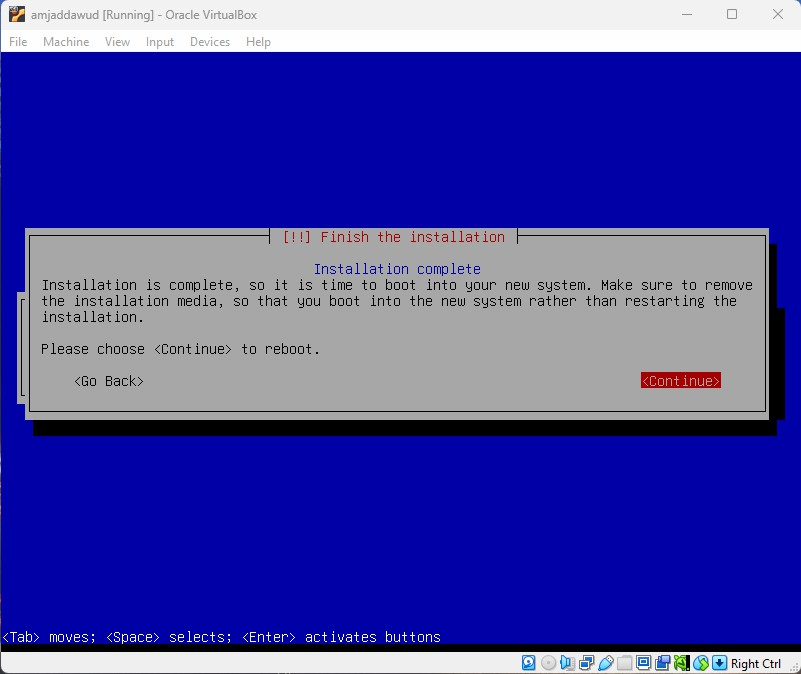 amjaddawud [Running] - Oracle VirtualBox
File Machine View Input Devices Help
[!!] Finish the installation
Installation complete
Installation is complete, so it is time to boot into your new system. Make sure to remove
the installation media, so that you boot into the new system rather than restarting the
installation.
Please choose <Continue> to reboot.
<Go Back> <Continue>
<Tab> moves; <Space> selects; <Enter> activates buttons
Right Ctrl